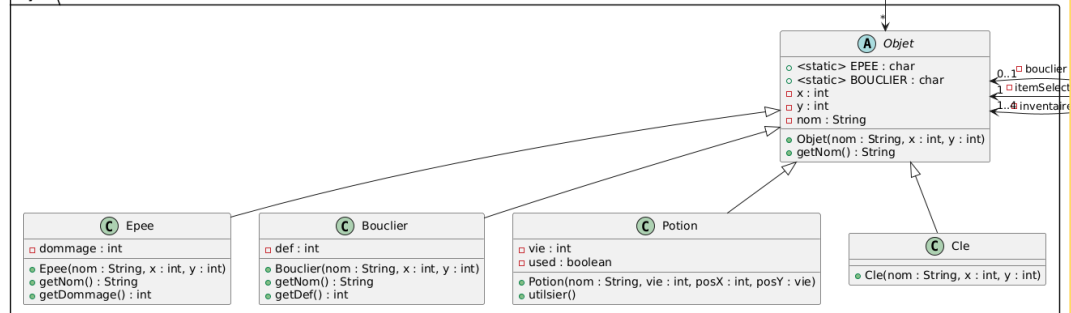 *
A Objet
<static> EPEE : char
<static> BOUCLIER : char
x : int
y : int
nom : String
Objet(nom : String, x : int, y : int)
getNom() : String
0..1
bouclier
1
itemSelect
1..4
inventaire
C Epee
dommage : int
Epee(nom : String, x : int, y : int)
getNom() : String
getDommage() : int
C Bouclier
def : int
Bouclier(nom : String, x : int, y : int)
getNom() : String
getDef() : int
C Potion
vie : int
used : boolean
Potion(nom : String, vie : int, posX : int, posY : vie)
utilsier()
C Cle
Cle(nom : String, x : int, y : int)